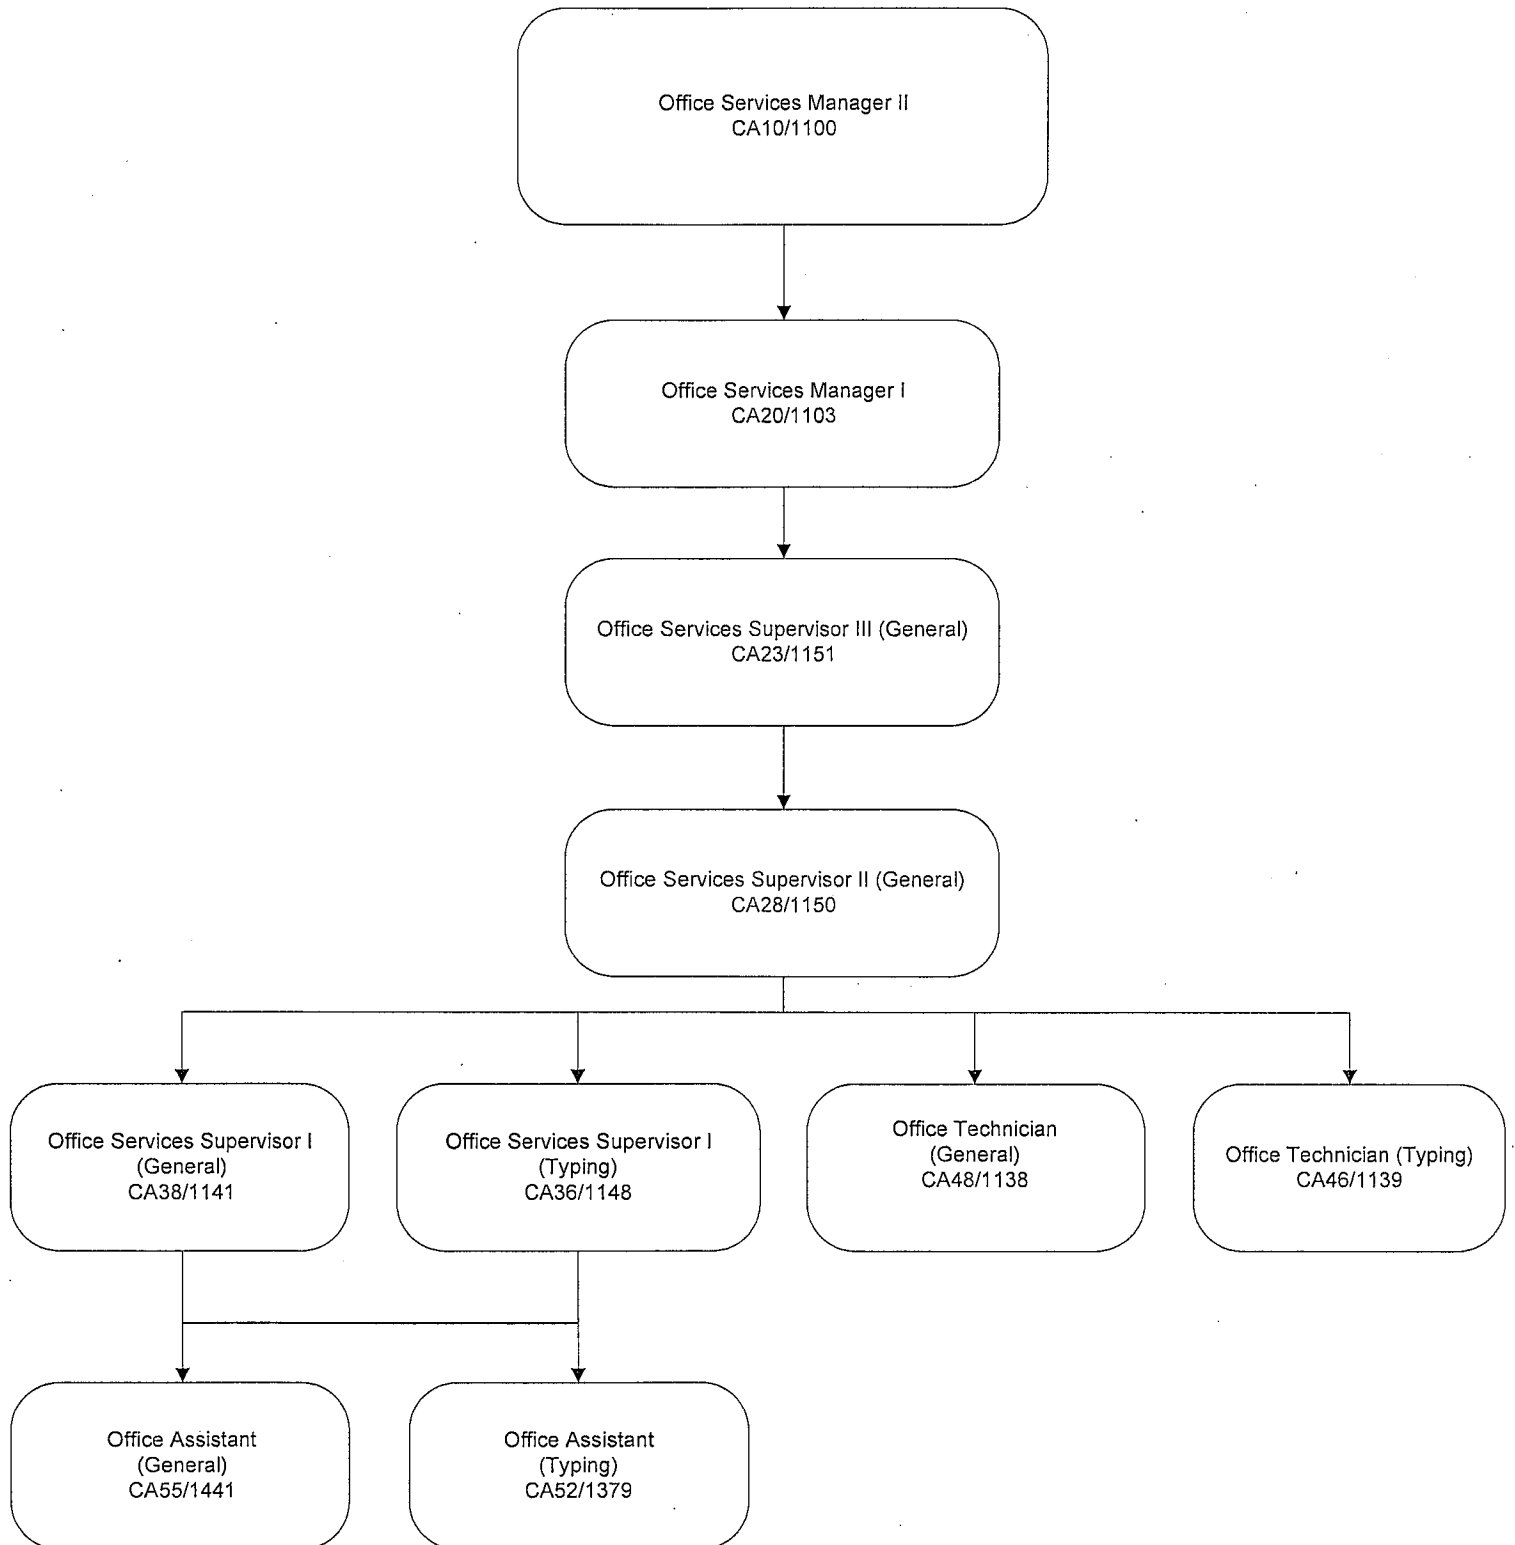 Office Services Manager II
CA10/1100
Office Services Manager I
CA20/1103
Office Services Supervisor III (General)
CA23/1151
Office Services Supervisor II (General)
CA28/1150
Office Services Supervisor I
(General)
CA38/1141
Office Services Supervisor I
(Typing)
CA36/1148
Office Technician
(General)
CA48/1138
Office Technician (Typing)
CA46/1139
Office Assistant
(General)
CA55/1441
Office Assistant
(Typing)
CA52/1379